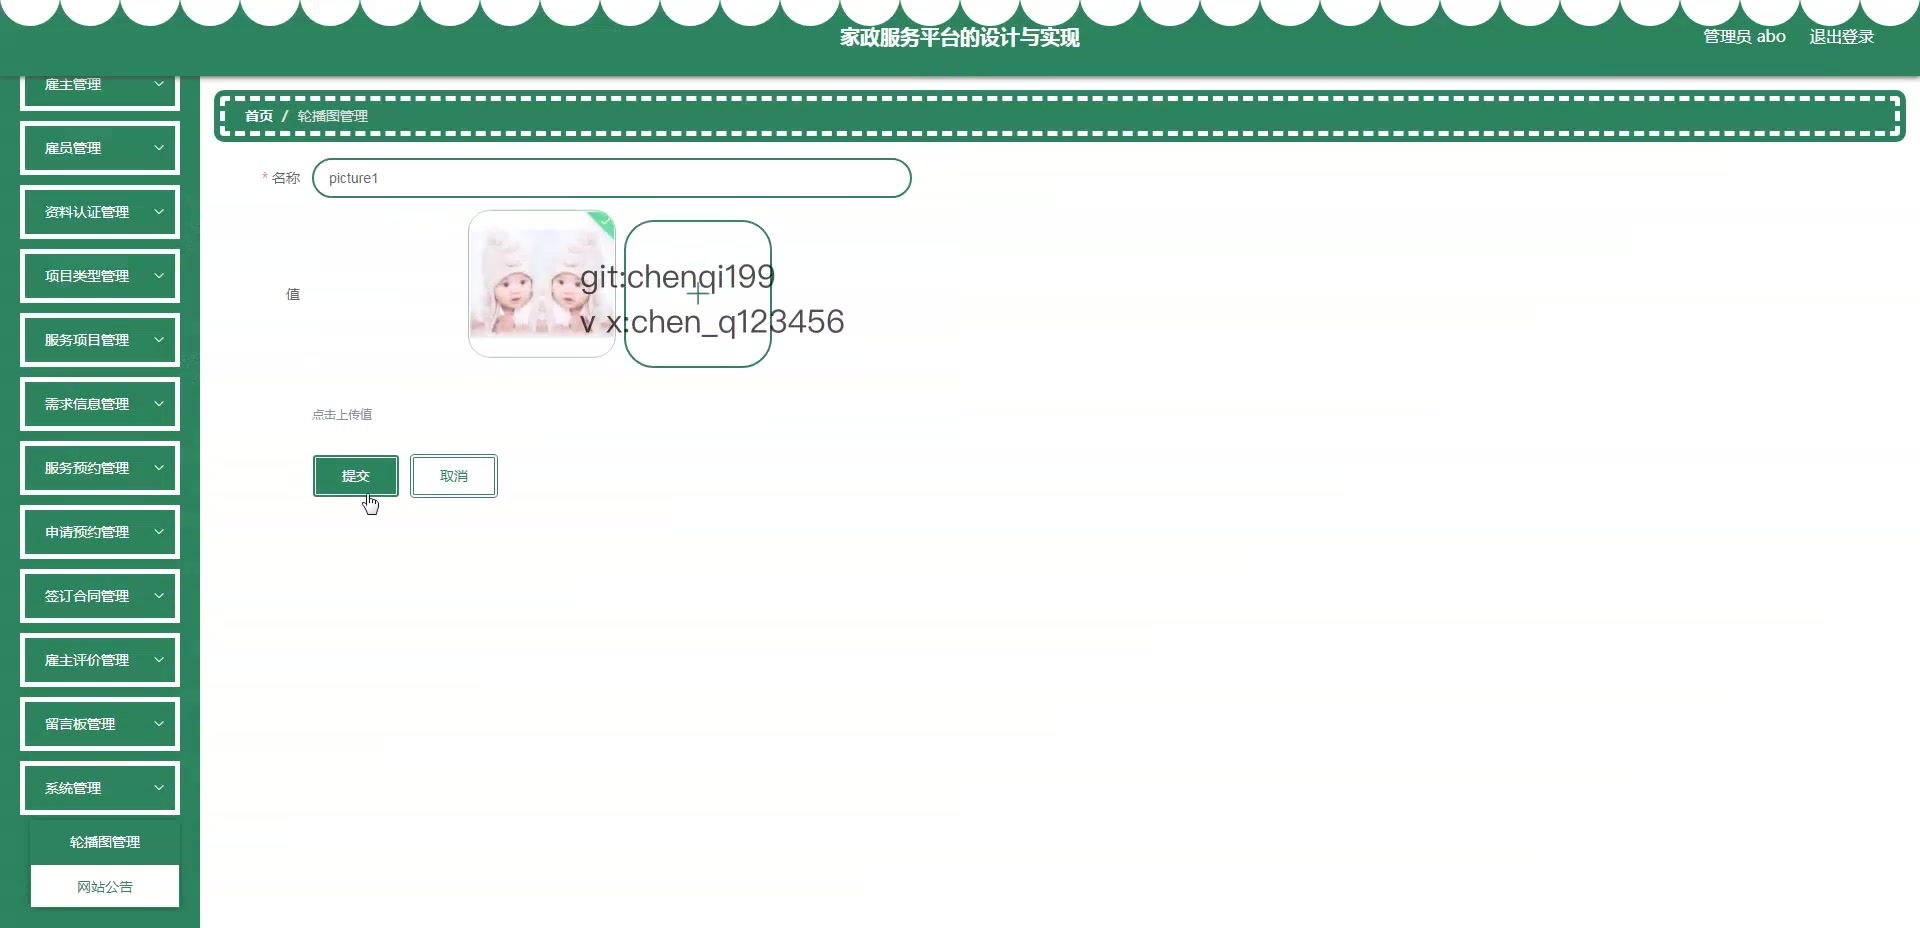 家政服务平台的设计与实现
管理员 abo
退出登录
雇主管理
雇员管理
资料认证管理
项目类型管理
服务项目管理
需求信息管理
服务预约管理
申请预约管理
签订合同管理
雇主评价管理
留言板管理
系统管理
轮播图管理
网站公告
首页 / 轮播图管理
* 名称
picture1
值
git:chenqi199
v x:chen_q123456
点击上传值
提交
取消